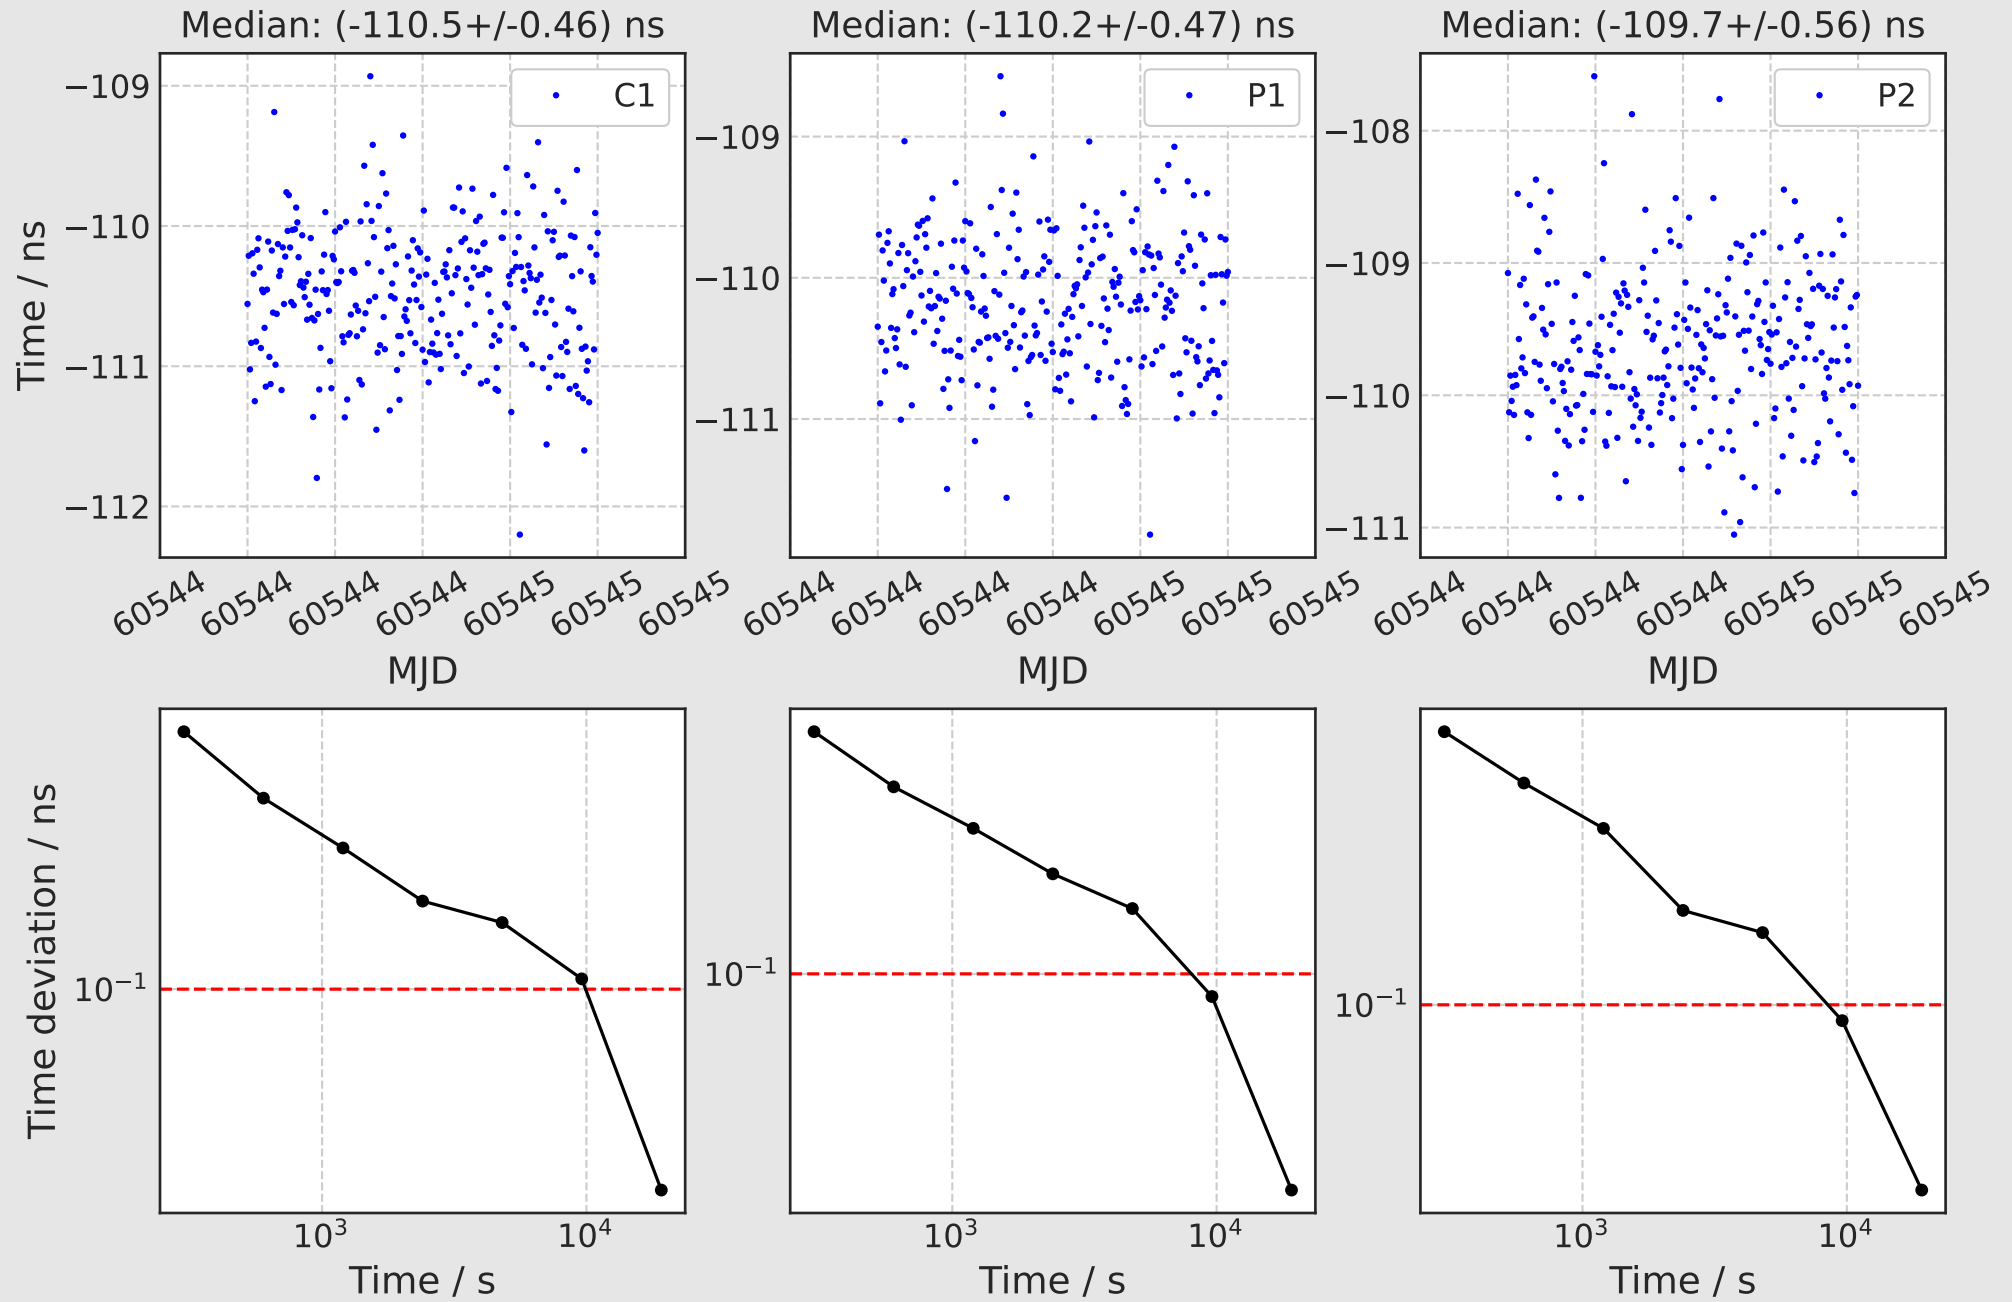 Median: (-110.5+/-0.46) ns
Median: (-110.2+/-0.47) ns
Median: (-109.7+/-0.56) ns
C1
P1
P2
Time / ns
−109
−110
−111
−112
−109
−110
−111
−108
−109
−110
−111
60544 60544 60544 60544 60545 60545 60545
60544 60544 60544 60544 60545 60545 60545
60544 60544 60544 60544 60545 60545 60545
MJD
MJD
MJD
Time deviation / ns
10⁻¹
10⁻¹
10⁻¹
10³ 10⁴
10³ 10⁴
10³ 10⁴
Time / s
Time / s
Time / s